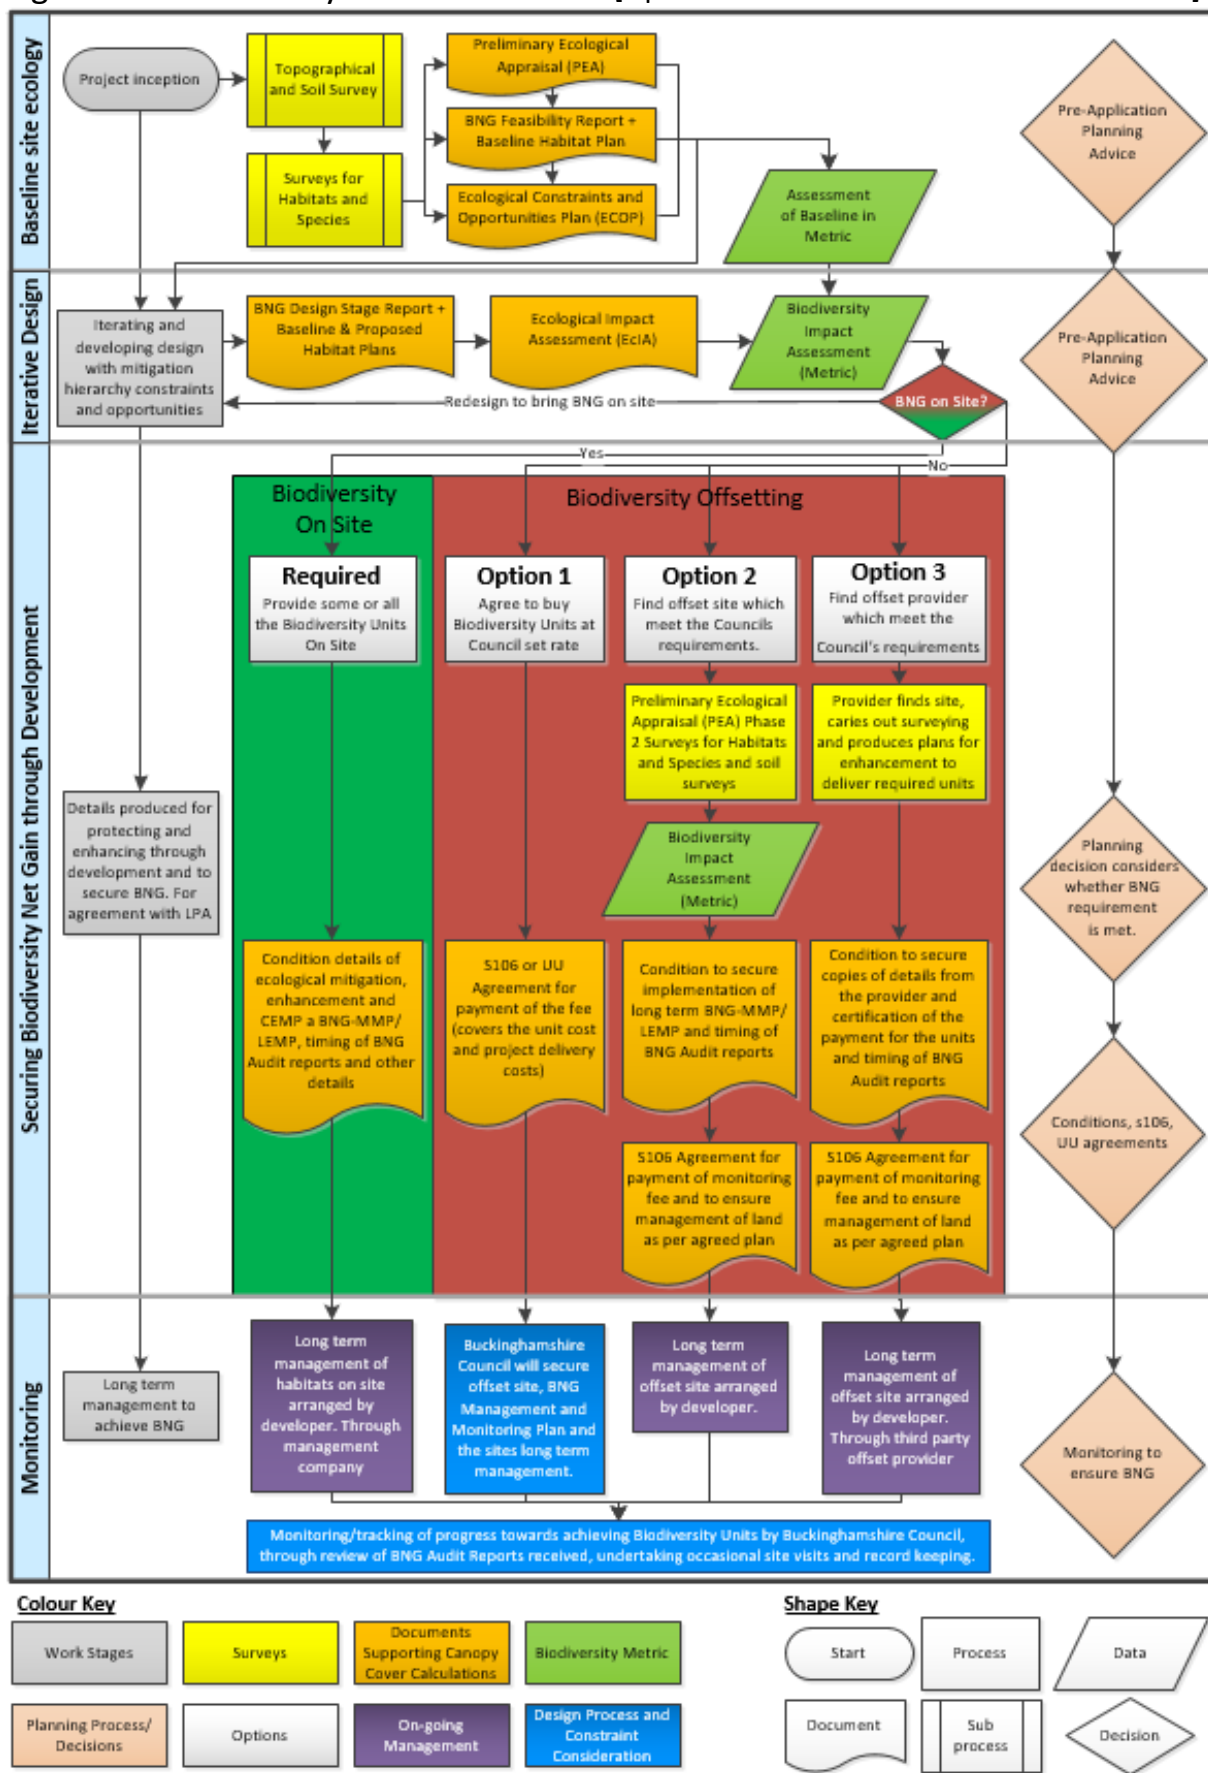 Baseline site ecology
Project inception
Topographical
and Soil Survey
Surveys for
Habitats and
Species
Preliminary Ecological
Appraisal (PEA)
BNG Feasibility Report +
Baseline Habitat Plan
Ecological Constraints and
Opportunities Plan (ECOP)
Assessment
of Baseline in
Metric
Pre-Application
Planning
Advice
Iterative Design
Iterating and
developing design
with mitigation
hierarchy constraints
and opportunities
BNG Design Stage Report +
Baseline & Proposed
Habitat Plans
Ecological Impact
Assessment (EcIA)
Biodiversity
Impact
Assessment
(Metric)
BNG on Site?
Redesign to bring BNG on site
Pre-Application
Planning
Advice
Yes
No
Securing Biodiversity Net Gain through Development
Details produced for
protecting and
enhancing through
development and to
secure BNG. For
agreement with LPA
Biodiversity
On Site
Biodiversity Offsetting
Required
Provide some or all
the Biodiversity Units
On Site
Option 1
Agree to buy
Biodiversity Units at
Council set rate
Option 2
Find offset site which
meet the Councils
requirements.
Option 3
Find offset provider
which meet the
Council's requirements
Preliminary Ecological
Appraisal (PEA) Phase
2 Surveys for Habitats
and Species and soil
surveys
Provider finds site,
caries out surveying
and produces plans for
enhancement to
deliver required units
Biodiversity
Impact
Assessment
(Metric)
Planning
decision considers
whether BNG
requirement
is met.
Condition details of
ecological mitigation,
enhancement and
CEMP a BNG-MMP/
LEMP, timing of BNG
Audit reports and other
details
S106 or UU
Agreement for
payment of the fee
(covers the unit cost
and project delivery
costs)
Condition to secure
implementation of
long term BNG-MMP/
LEMP and timing of
BNG Audit reports
Condition to secure
copies of details from
the provider and
certification of the
payment for the units
and timing of BNG
Audit reports
S106 Agreement for
payment of monitoring
fee and to ensure
management of land
as per agreed plan
S106 Agreement for
payment of monitoring
fee and to ensure
management of land
as per agreed plan
Conditions, s106,
UU agreements
Monitoring
Long term
management
to achieve BNG
Long term
management of
habitats on site
arranged by
developer. Through
management
company
Buckinghamshire
Council will secure
offset site, BNG
Management and
Monitoring Plan and
the sites long term
management.
Long term
management of
offset site arranged
by developer.
Long term
management of
offset site arranged
by developer.
Through third party
offset provider
Monitoring to
ensure BNG
Monitoring/tracking of progress towards achieving Biodiversity Units by Buckinghamshire Council,
through review of BNG Audit Reports received, undertaking occasional site visits and record keeping.
Colour Key
Work Stages
Surveys
Documents
Supporting Canopy
Cover Calculations
Biodiversity Metric
Planning Process/
Decisions
Options
On-going
Management
Design Process and
Constraint
Consideration
Shape Key
Start
Process
Data
Document
Sub
process
Decision